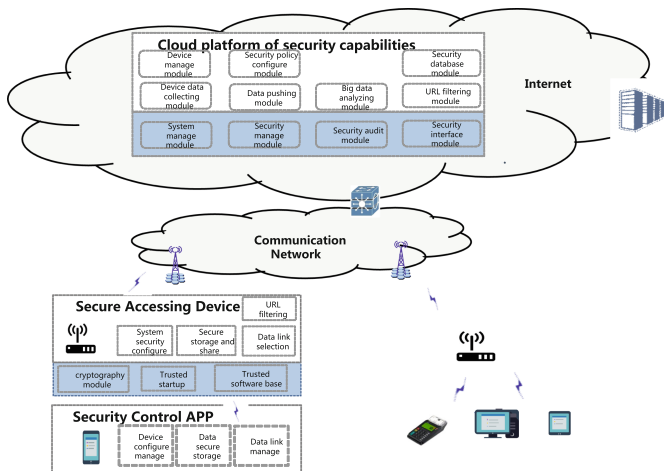 Cloud platform of security capabilities
Device
manage
module
Security policy
configure
module
Security
database
module
Device data
collecting
module
Data pushing
module
Big data
analyzing
module
URL filtering
module
System
manage
module
Security
manage
module
Security audit
module
Security
interface
module
Internet
Communication
Network
Secure Accessing Device
URL
filtering
System
security
configure
Secure
storage and
share
Data link
selection
cryptography
module
Trusted
startup
Trusted
software base
Security Control APP
Device
configure
manage
Data
secure
storage
Data link
manage